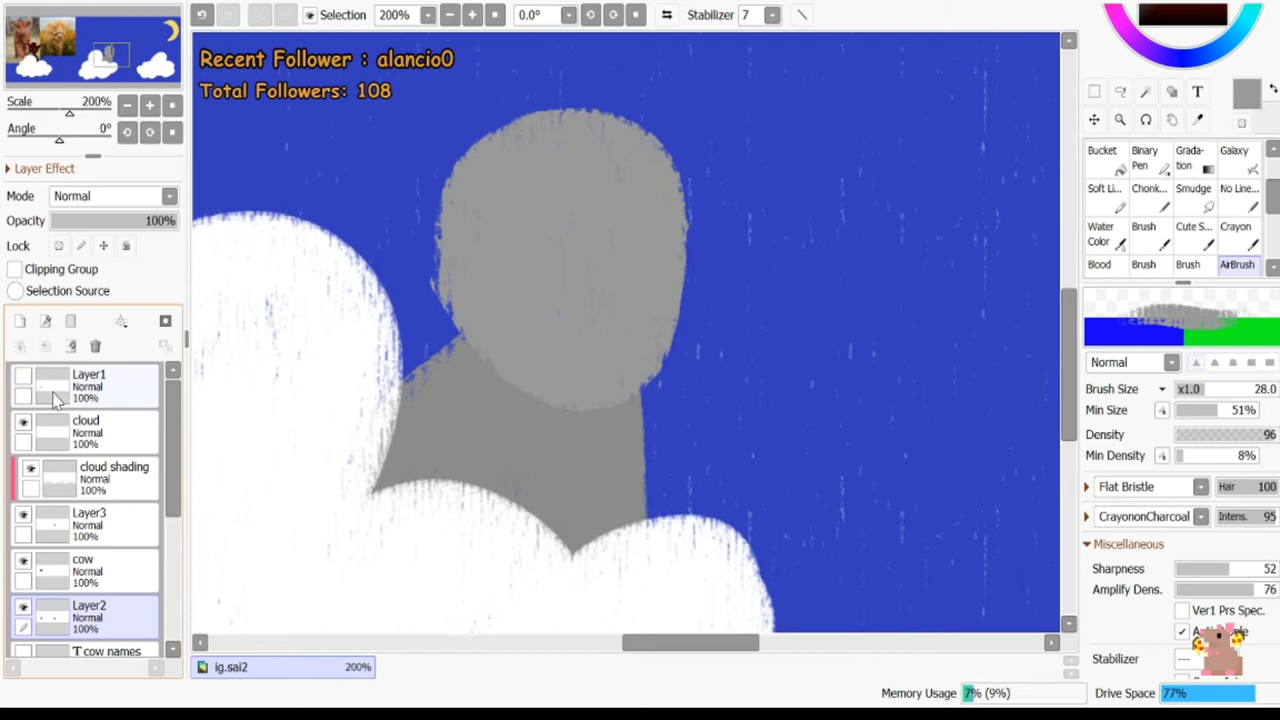 Selection 200% 0.0° Stabilizer 7
Recent Follower : alancio0
Total Followers: 108
Scale 200%
Angle 0°
Layer Effect
Mode Normal
Opacity 100%
Lock
Clipping Group
Selection Source
Layer1
Normal
100%
cloud
Normal
100%
cloud shading
Normal
100%
Layer3
Normal
100%
cow
Normal
100%
Layer2
Normal
100%
T cow names
ig.sai2 200%
T
Bucket Binary Pen Grada-tion Galaxy
Soft Li... Chonk... Smudge No Line...
Water Color Brush Cute S... Crayon
Blood Brush Brush AirBrush
Normal
Brush Size x1.0 28.0
Min Size 51%
Density 96
Min Density 8%
Flat Bristle Hair 100
CrayononCharcoal Intens. 95
Miscellaneous
Sharpness 52
Amplify Dens. 76
Ver1 Prs Spec.
Stabilizer ---
Memory Usage 7% (9%) Drive Space 77%